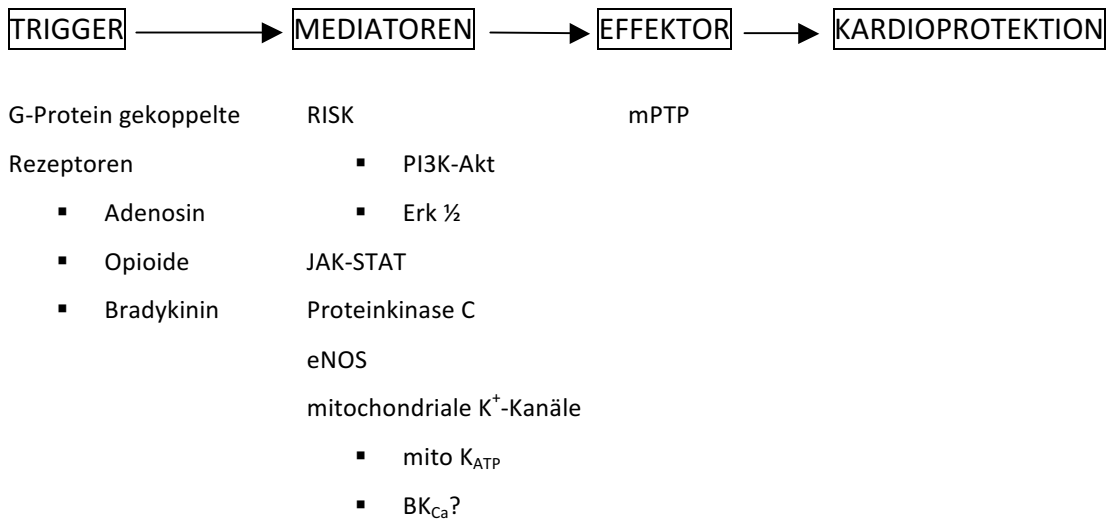 TRIGGER MEDIATOREN EFFEKTOR KARDIOPROTEKTION
G-Protein gekoppelte RISK mPTP
Rezeptoren ▪ PI3K-Akt
▪ Adenosin ▪ Erk ½
▪ Opioide JAK-STAT
▪ Bradykinin Proteinkinase C
eNOS
mitochondriale K⁺-Kanäle
▪ mito K_ATP
▪ BK_Ca?